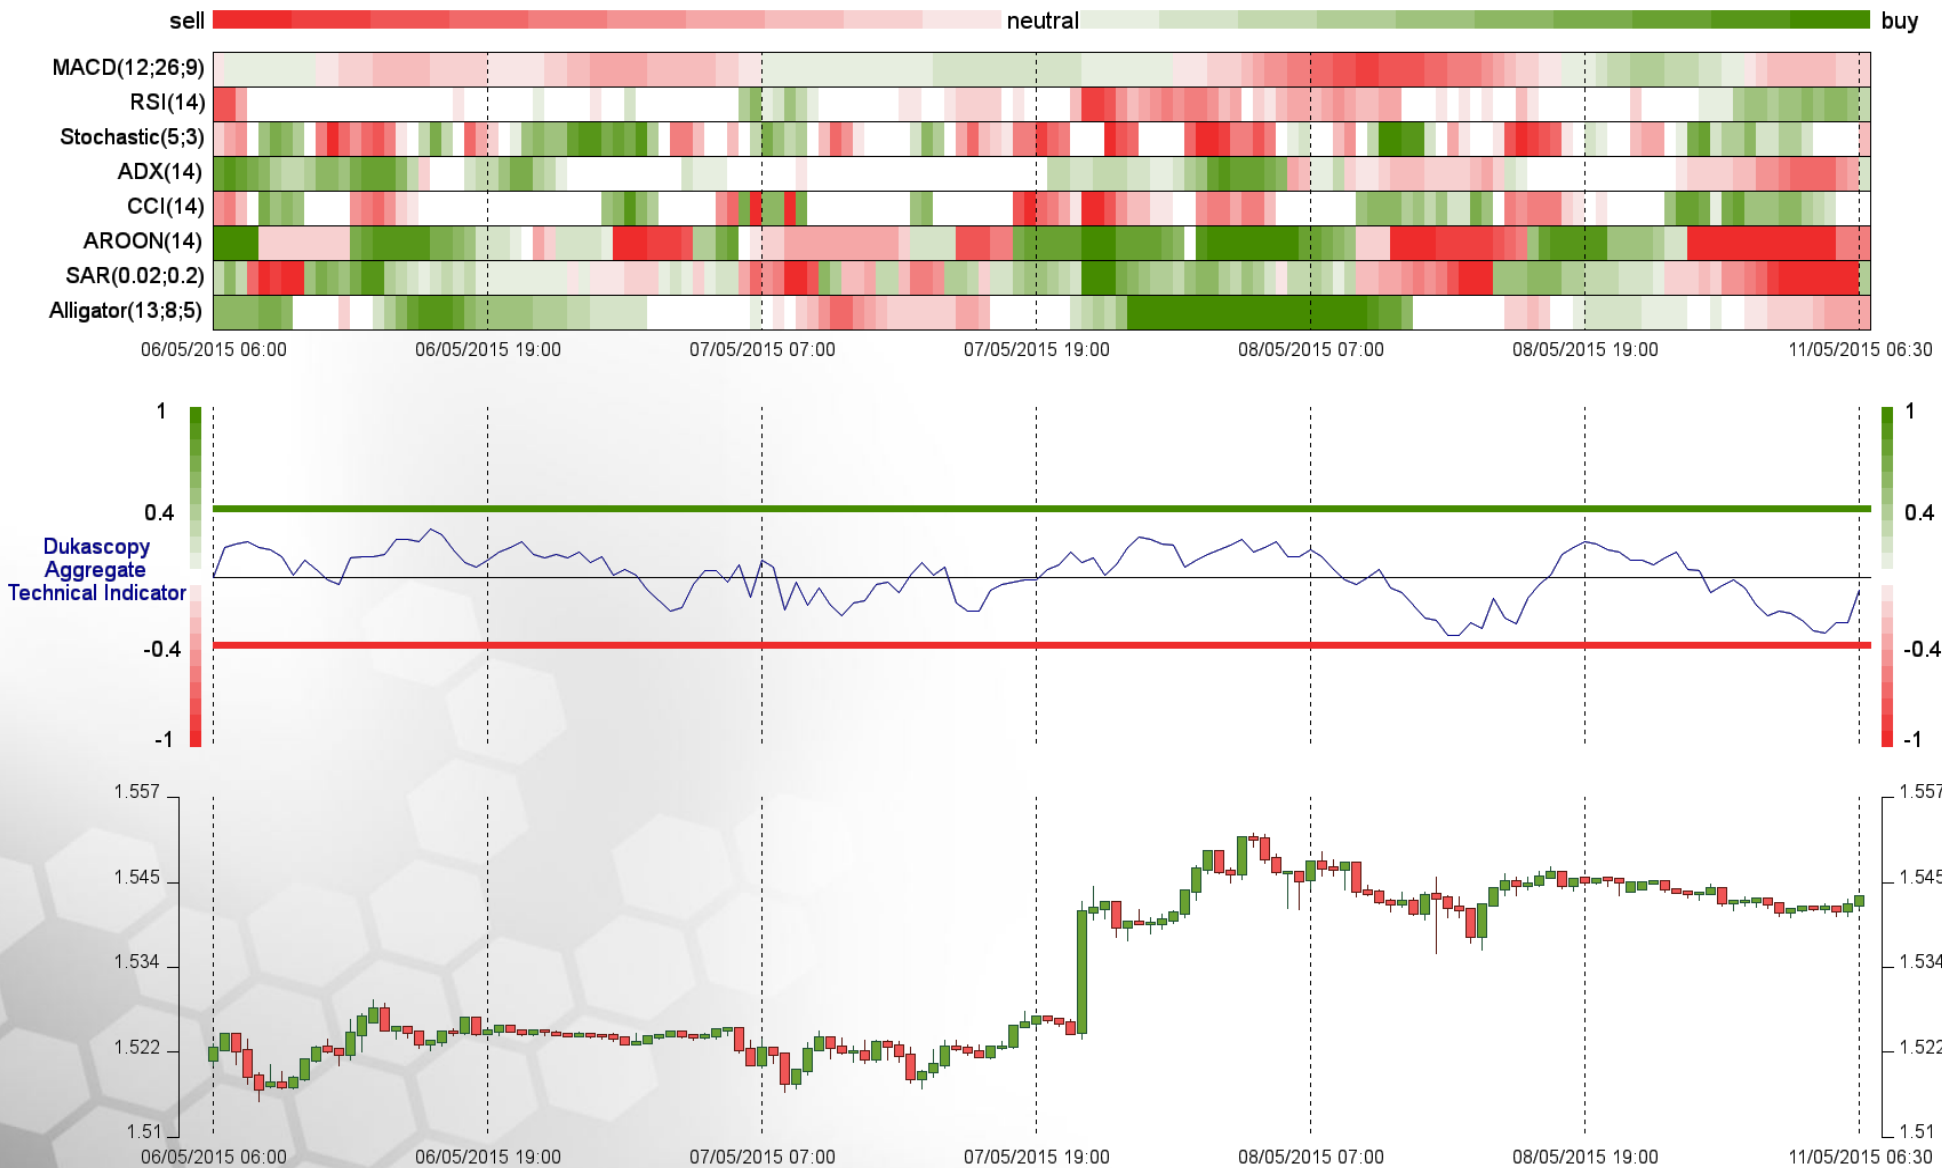 sell neutral buy
MACD(12;26;9)
RSI(14)
Stochastic(5;3)
ADX(14)
CCI(14)
AROON(14)
SAR(0.02;0.2)
Alligator(13;8;5)
06/05/2015 06:00 06/05/2015 19:00 07/05/2015 07:00 07/05/2015 19:00 08/05/2015 07:00 08/05/2015 19:00 11/05/2015 06:30
1 1
0.4 0.4
Dukascopy
Aggregate
Technical Indicator
-0.4 -0.4
-1 -1
1.557 1.557
1.545 1.545
1.534 1.534
1.522 1.522
1.51 1.51
06/05/2015 06:00 06/05/2015 19:00 07/05/2015 07:00 07/05/2015 19:00 08/05/2015 07:00 08/05/2015 19:00 11/05/2015 06:30